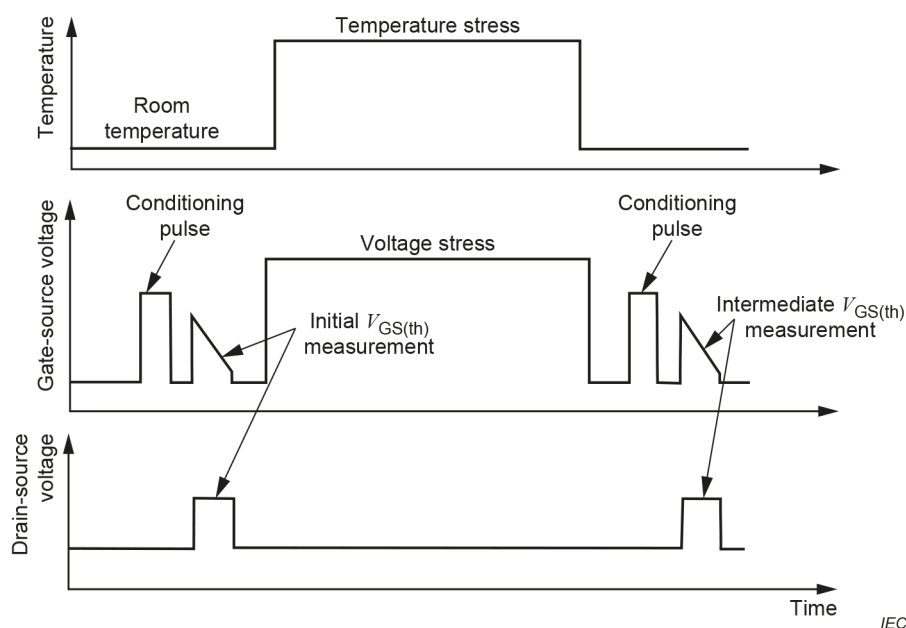 Temperature stress
Temperature
Room
temperature
Conditioning
pulse
Conditioning
pulse
Gate-source voltage
Voltage stress
Initial VGS(th)
measurement
Intermediate VGS(th)
measurement
Drain-source
voltage
Time
IEC